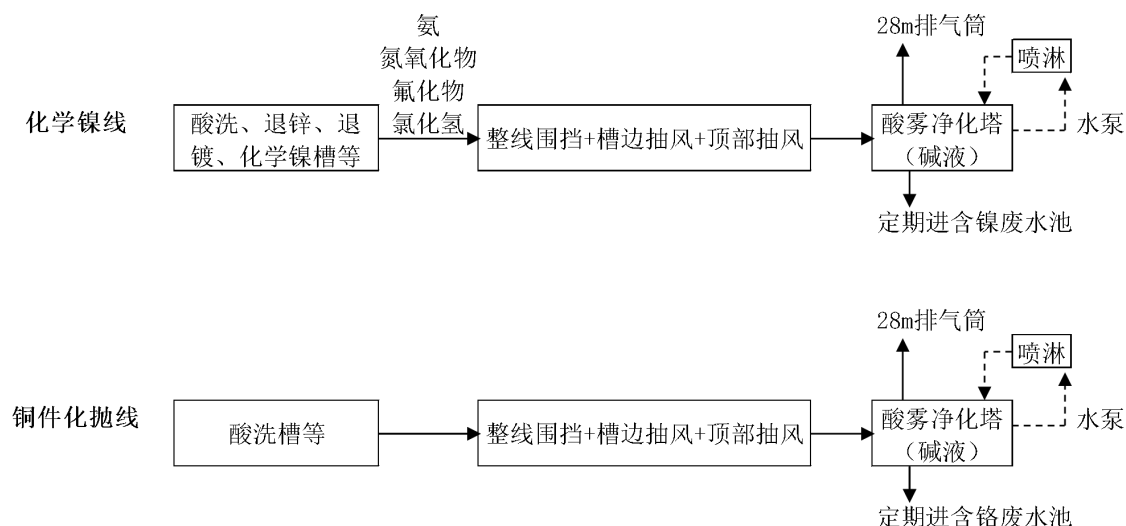 氨
氮氧化物
氟化物
氯化氢
28m排气筒
喷淋
化学镍线
酸洗、退锌、退
镀、化学镍槽等
整线围挡+槽边抽风+顶部抽风
酸雾净化塔
（碱液）
水泵
定期进含镍废水池
28m排气筒
喷淋
铜件化抛线
酸洗槽等
整线围挡+槽边抽风+顶部抽风
酸雾净化塔
（碱液）
水泵
定期进含铬废水池